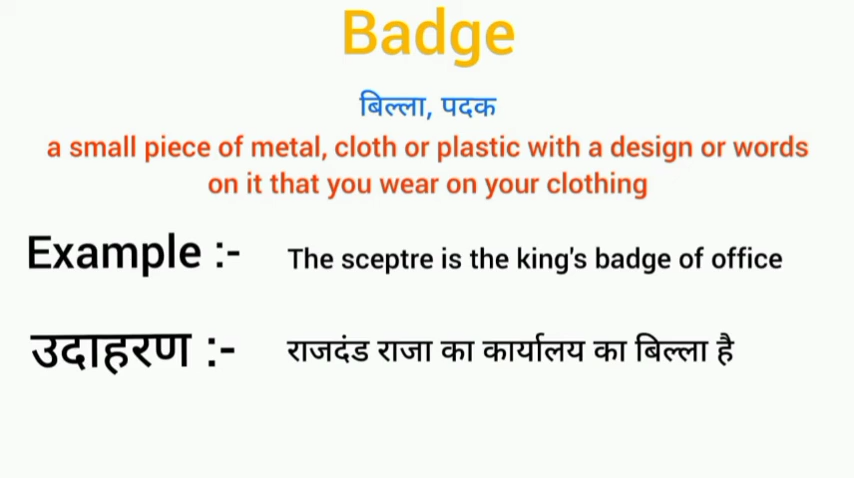 Badge
बिल्ला, पदक
a small piece of metal, cloth or plastic with a design or words
on it that you wear on your clothing
Example :- The sceptre is the king's badge of office
उदाहरण :- राजदंड राजा का कार्यालय का बिल्ला है